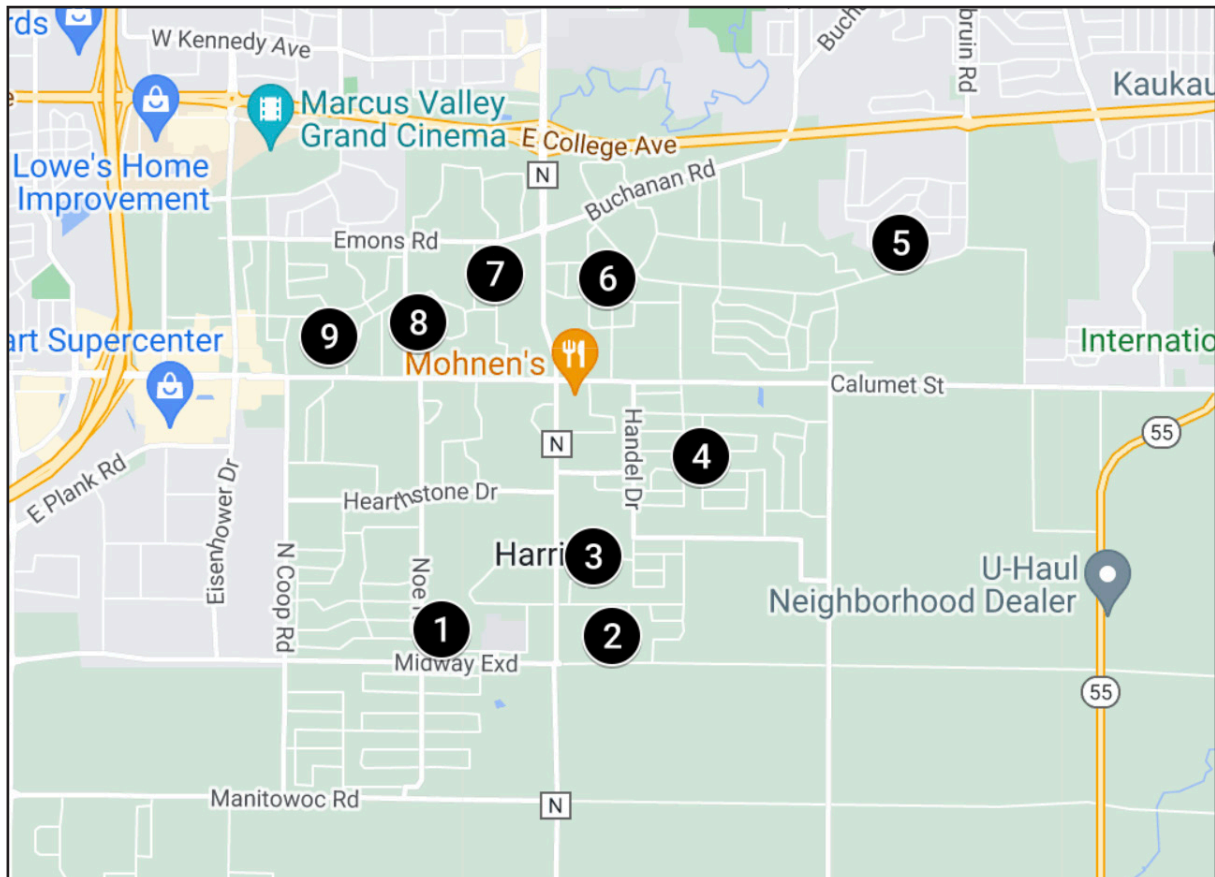 ds
W Kennedy Ave
Buch
bruin Rd
Kaukau
Marcus Valley
Grand Cinema
E College Ave
Lowe's Home
Improvement
N
Buchanan Rd
Emons Rd
5
7
6
8
9
art Supercenter
Mohnen's
Internatio
Calumet St
N
Handel Dr
55
4
E Plank Rd
Eisenhower Dr
Hearthstone Dr
N Coop Rd
Noe
Harri
3
U-Haul
Neighborhood Dealer
1
2
Midway Exd
55
Manitowoc Rd
N